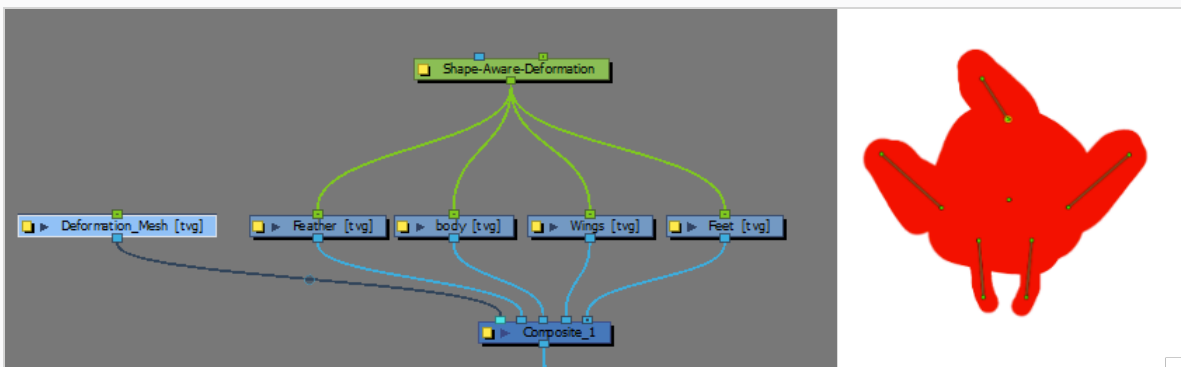 Shape-Aware-Deformation
Deformation_Mesh [tvg]
Feather [tvg]
body [tvg]
Wings [tvg]
Feet [tvg]
Composite_1